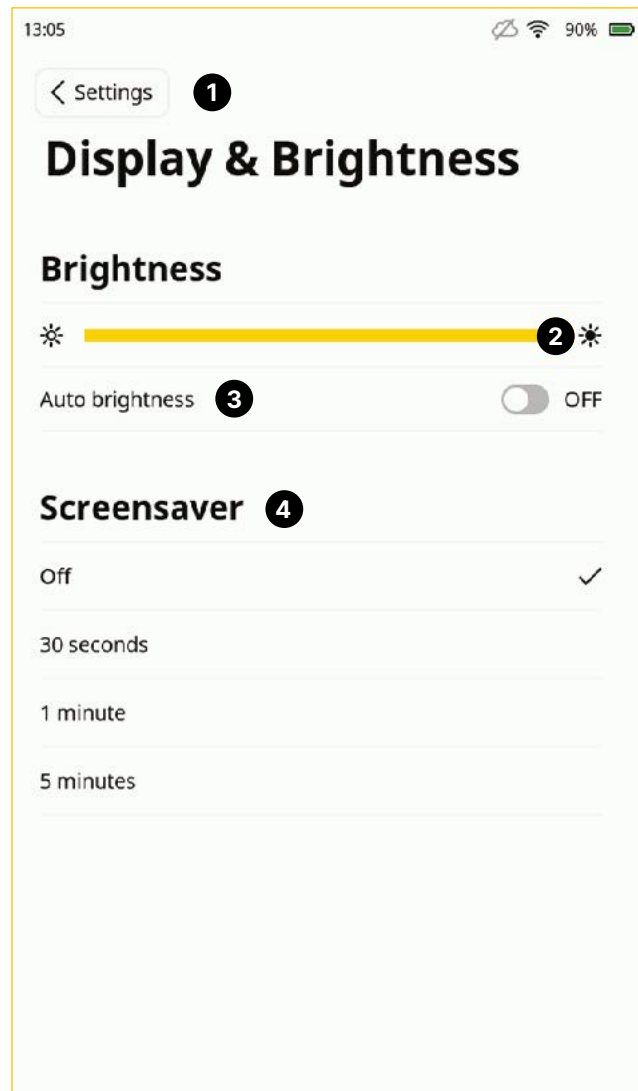 13:05 90%
Settings 1
Display & Brightness
Brightness
2
Auto brightness 3 OFF
Screensaver 4
Off
30 seconds
1 minute
5 minutes